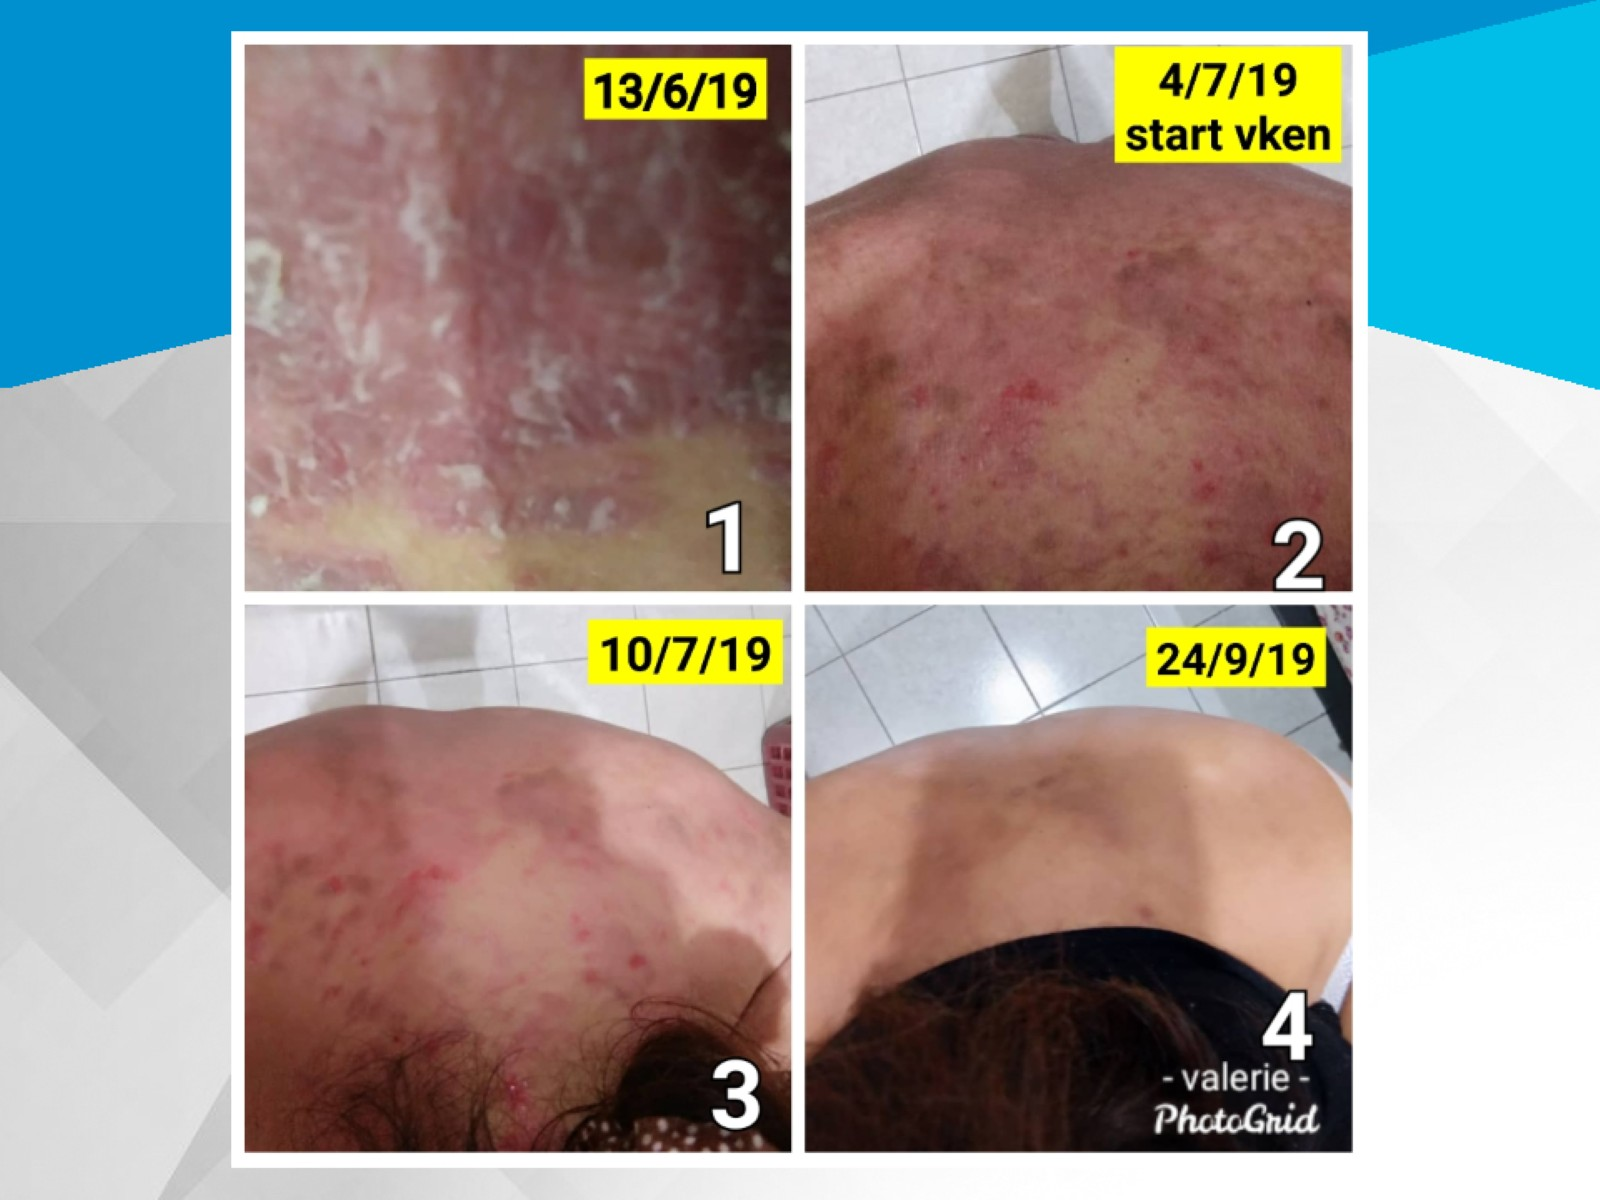 13/6/19
1
4/7/19
start vken
2
10/7/19
3
24/9/19
4
- valerie -
PhotoGrid